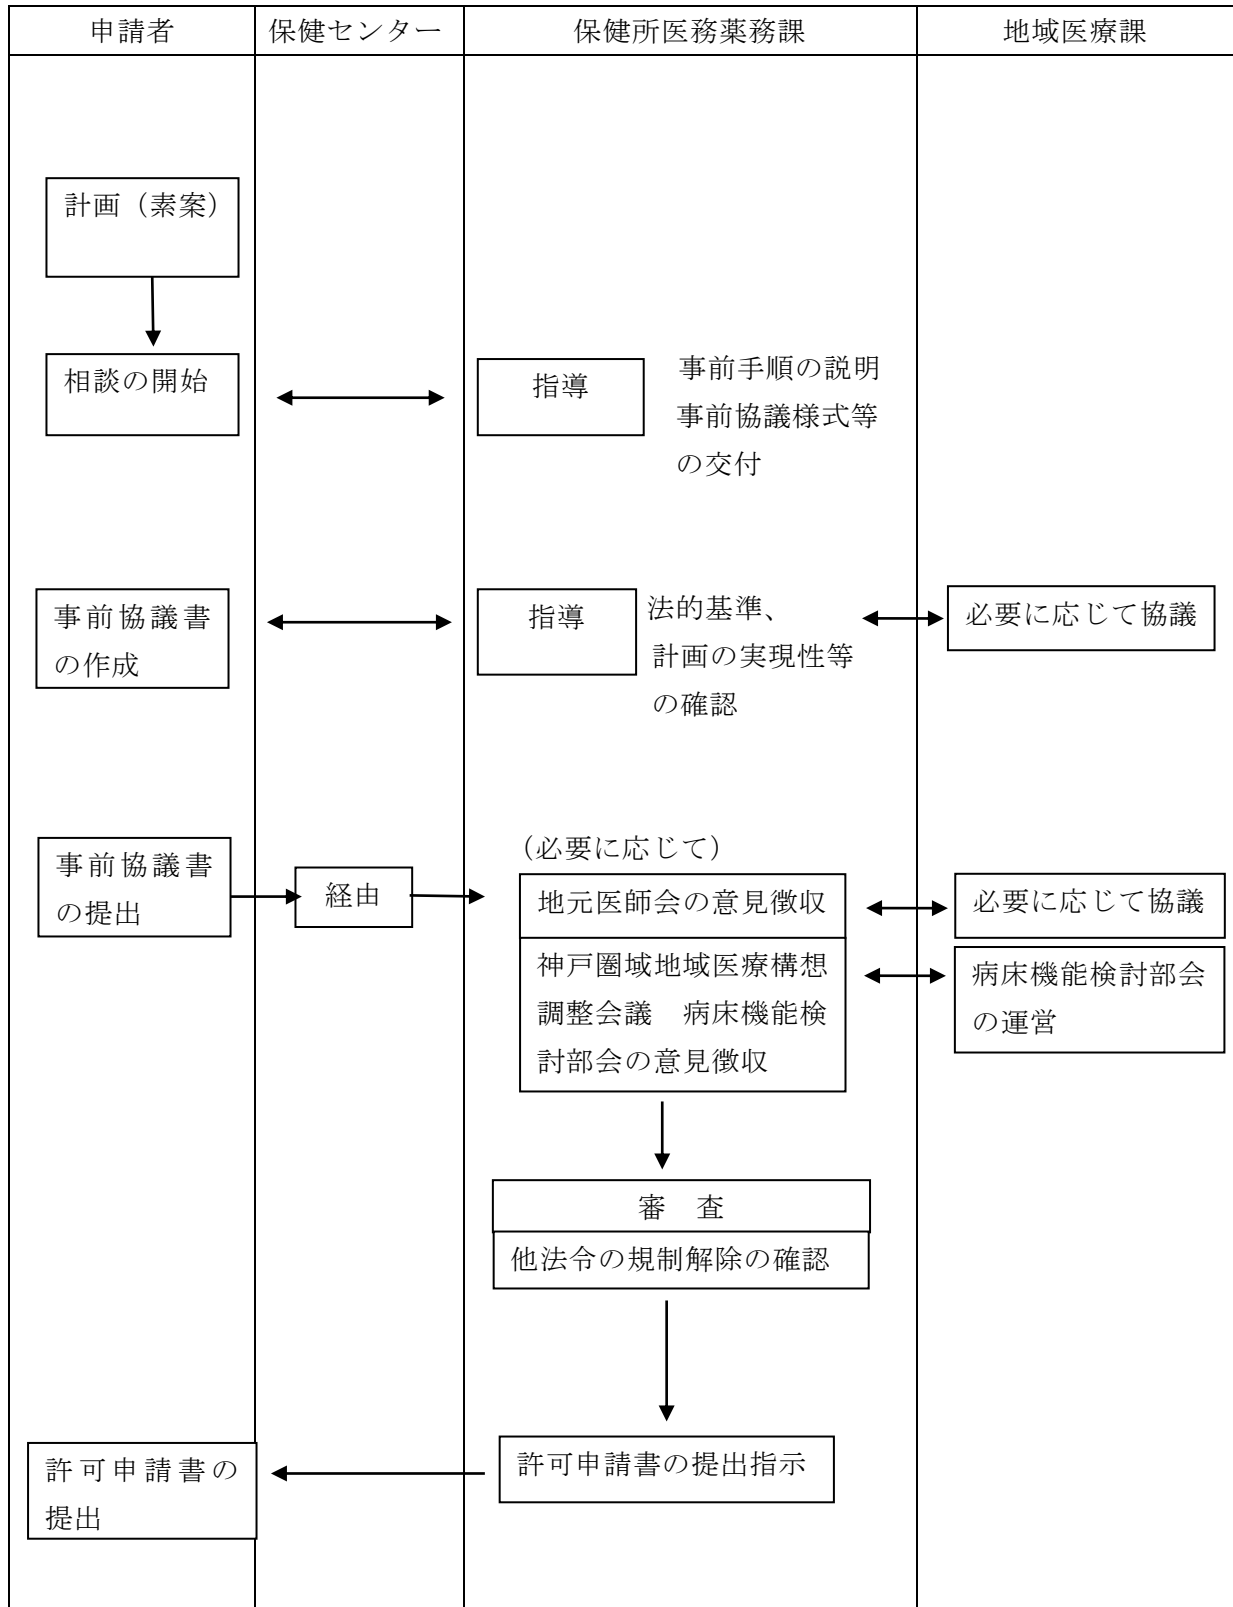 申請者
保健センター
保健所医務薬務課
地域医療課
計画（素案）
相談の開始
指導
事前手順の説明
事前協議様式等
の交付
事前協議書
の作成
指導
法的基準、
計画の実現性等
の確認
必要に応じて協議
事前協議書
の提出
経由
（必要に応じて）
地元医師会の意見徴収
神戸圏域地域医療構想
調整会議　病床機能検
討部会の意見徴収
必要に応じて協議
病床機能検討部会
の運営
審　査
他法令の規制解除の確認
許可申請書の提出指示
許可申請書の
提出